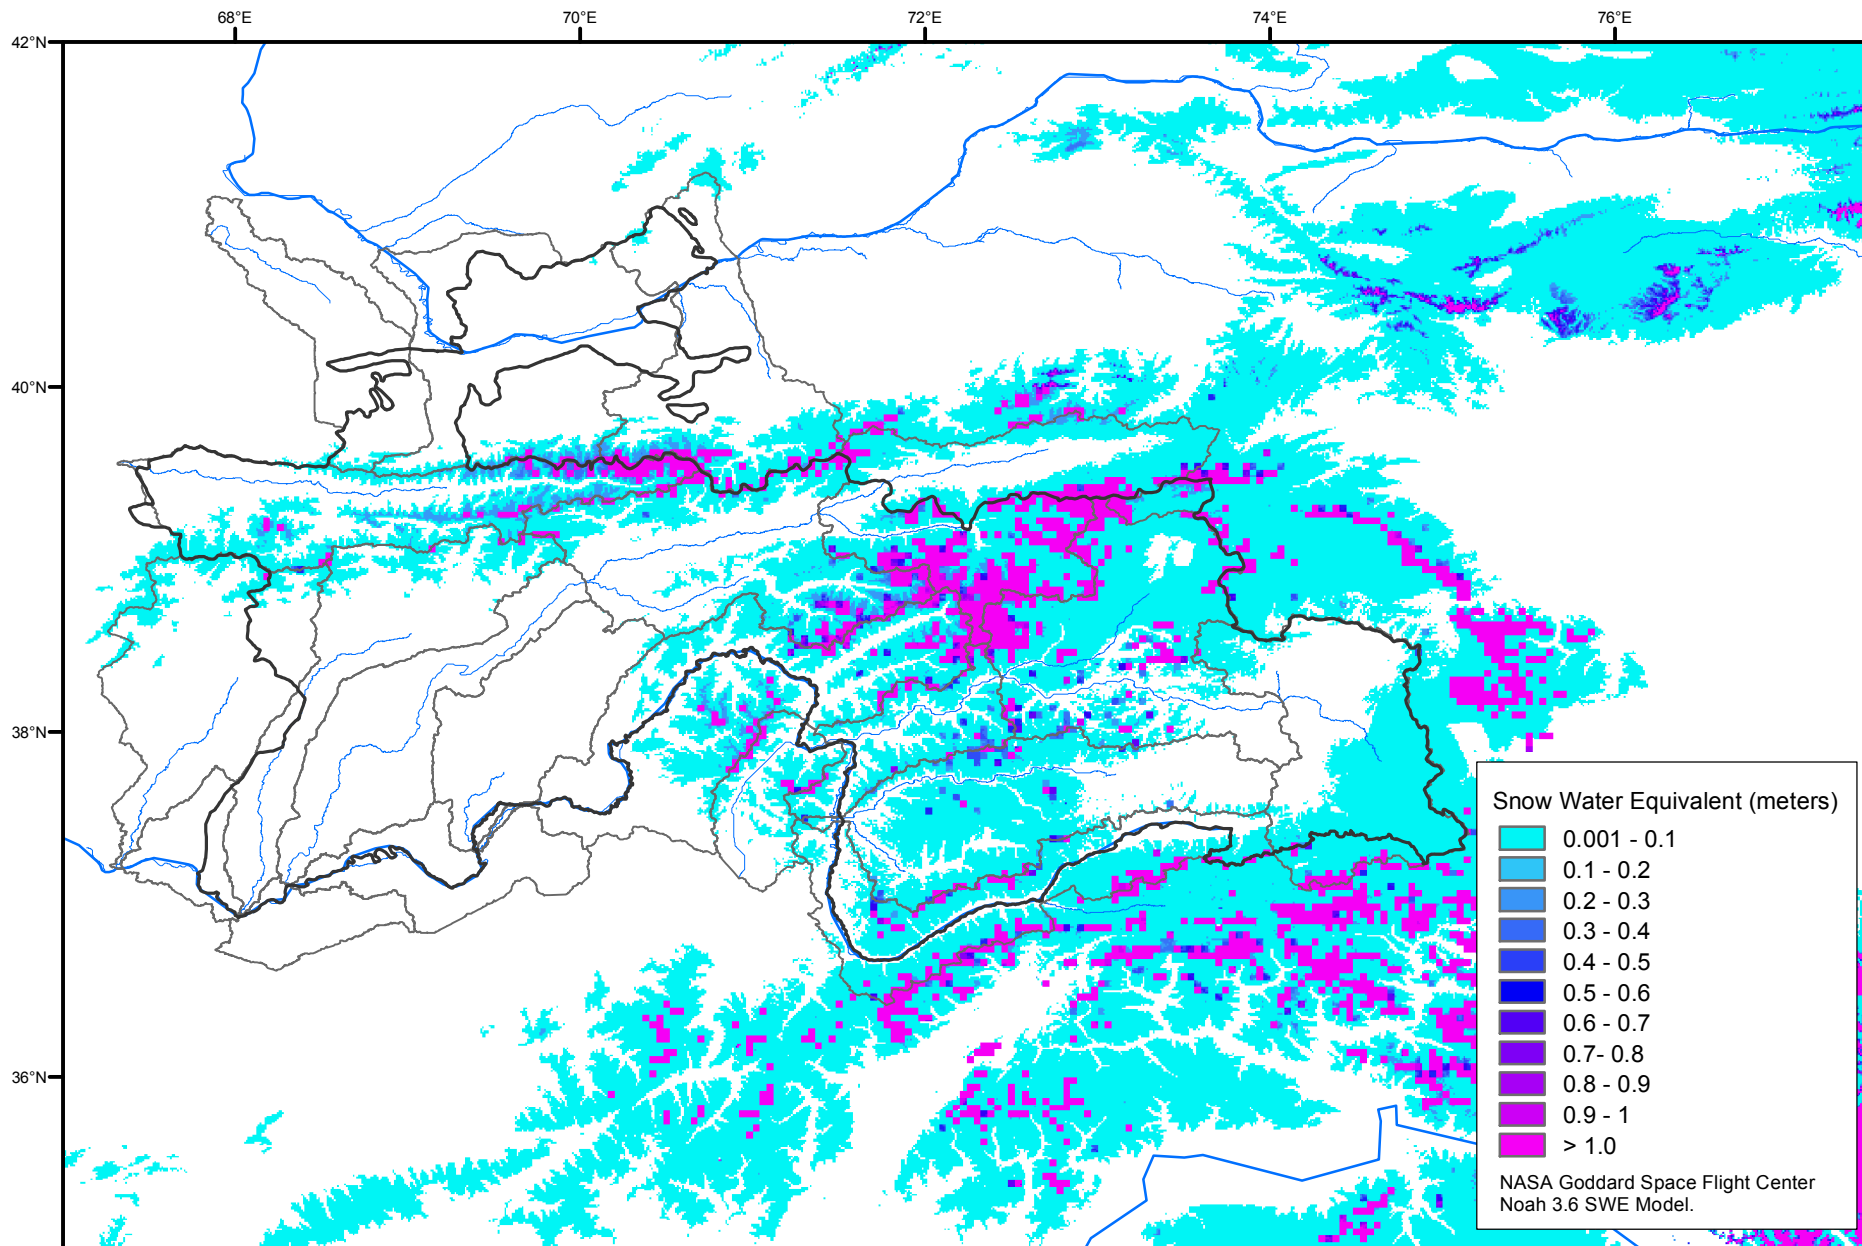 68°E 70°E 72°E 74°E 76°E
42°N
40°N
38°N
36°N
Snow Water Equivalent (meters)
0.001 - 0.1
0.1 - 0.2
0.2 - 0.3
0.3 - 0.4
0.4 - 0.5
0.5 - 0.6
0.6 - 0.7
0.7- 0.8
0.8 - 0.9
0.9 - 1
> 1.0
NASA Goddard Space Flight Center
Noah 3.6 SWE Model.